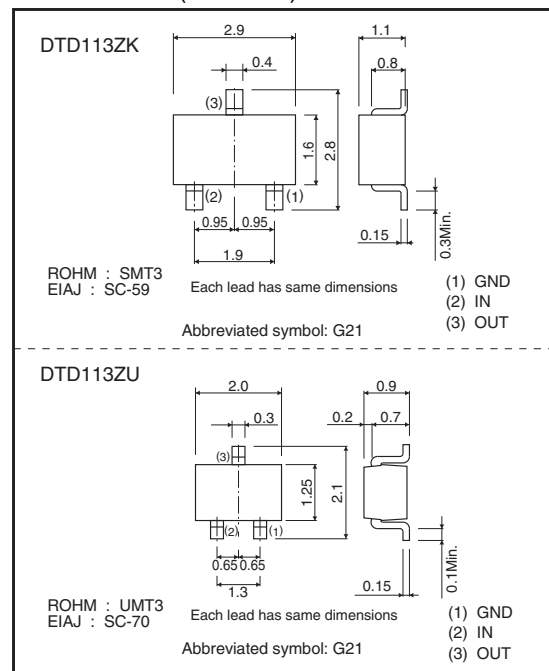 DTD113ZK
2.9
0.4
(3)
1.6
2.8
(2)
(1)
0.95
0.95
1.9
1.1
0.8
0.15
0.3Min.
ROHM : SMT3
EIAJ : SC-59
Each lead has same dimensions
(1) GND
(2) IN
(3) OUT
Abbreviated symbol: G21
DTD113ZU
2.0
0.3
(3)
1.25
2.1
(2)
(1)
0.65
0.65
1.3
0.9
0.2
0.7
0.15
0.1Min.
ROHM : UMT3
EIAJ : SC-70
Each lead has same dimensions
(1) GND
(2) IN
(3) OUT
Abbreviated symbol: G21